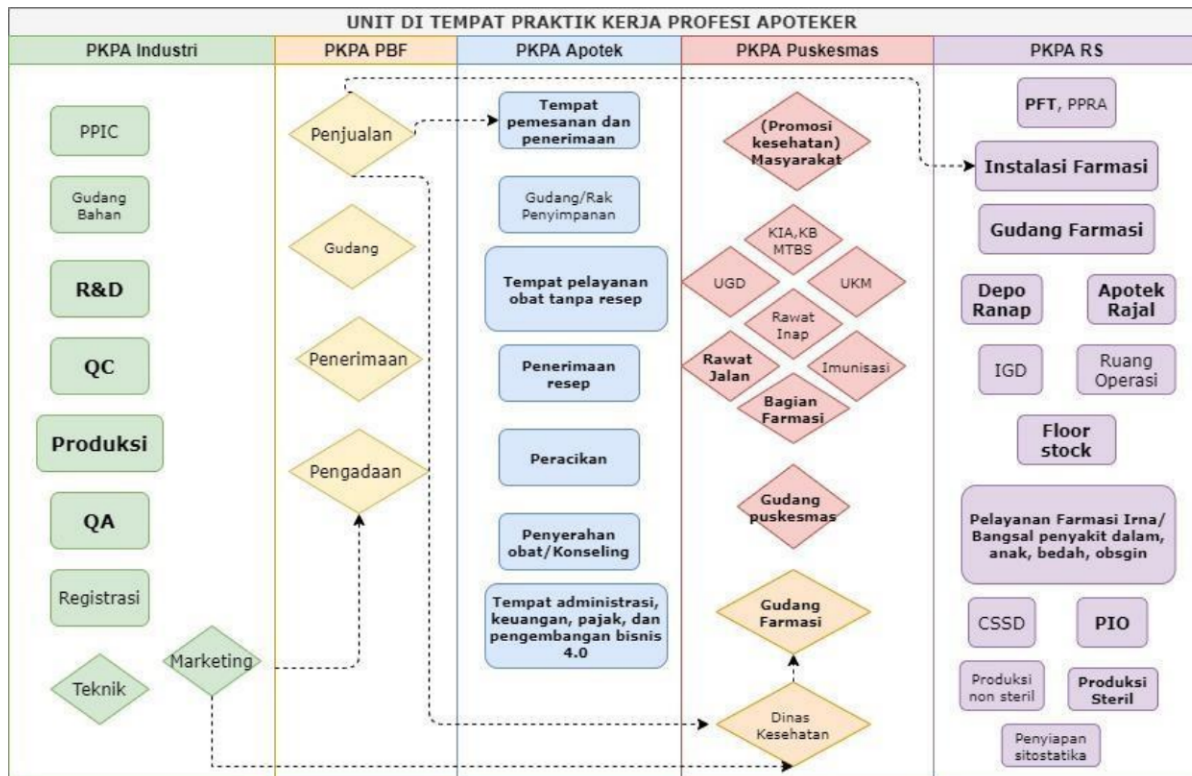 UNIT DI TEMPAT PRAKTIK KERJA PROFESI APOTEKER
PKPA Industri
PPIC
Gudang
Bahan
R&D
QC
Produksi
QA
Registrasi
Marketing
Teknik
PKPA PBF
Penjualan
Gudang
Penerimaan
Pengadaan
PKPA Apotek
Tempat
pemesanan dan
penerimaan
Gudang/Rak
Penyimpanan
Tempat pelayanan
obat tanpa resep
Penerimaan
resep
Peracikan
Penyerahan
obat/Konseling
Tempat administrasi,
keuangan, pajak, dan
pengembangan bisnis
4.0
PKPA Puskesmas
(Promosi
kesehatan)
Masyarakat
KIA,KB
MTBS
UGD
UKM
Rawat
Inap
Rawat
Jalan
Imunisasi
Bagian
Farmasi
Gudang
puskesmas
Gudang
Farmasi
Dinas
Kesehatan
PKPA RS
PFT, PPRA
Instalasi Farmasi
Gudang Farmasi
Depo
Ranap
Apotek
Rajal
IGD
Ruang
Operasi
Floor
stock
Pelayanan Farmasi Irna/
Bangsal penyakit dalam,
anak, bedah, obsgin
CSSD
PIO
Produksi
non steril
Produksi
Steril
Penyiapan
sitostatika